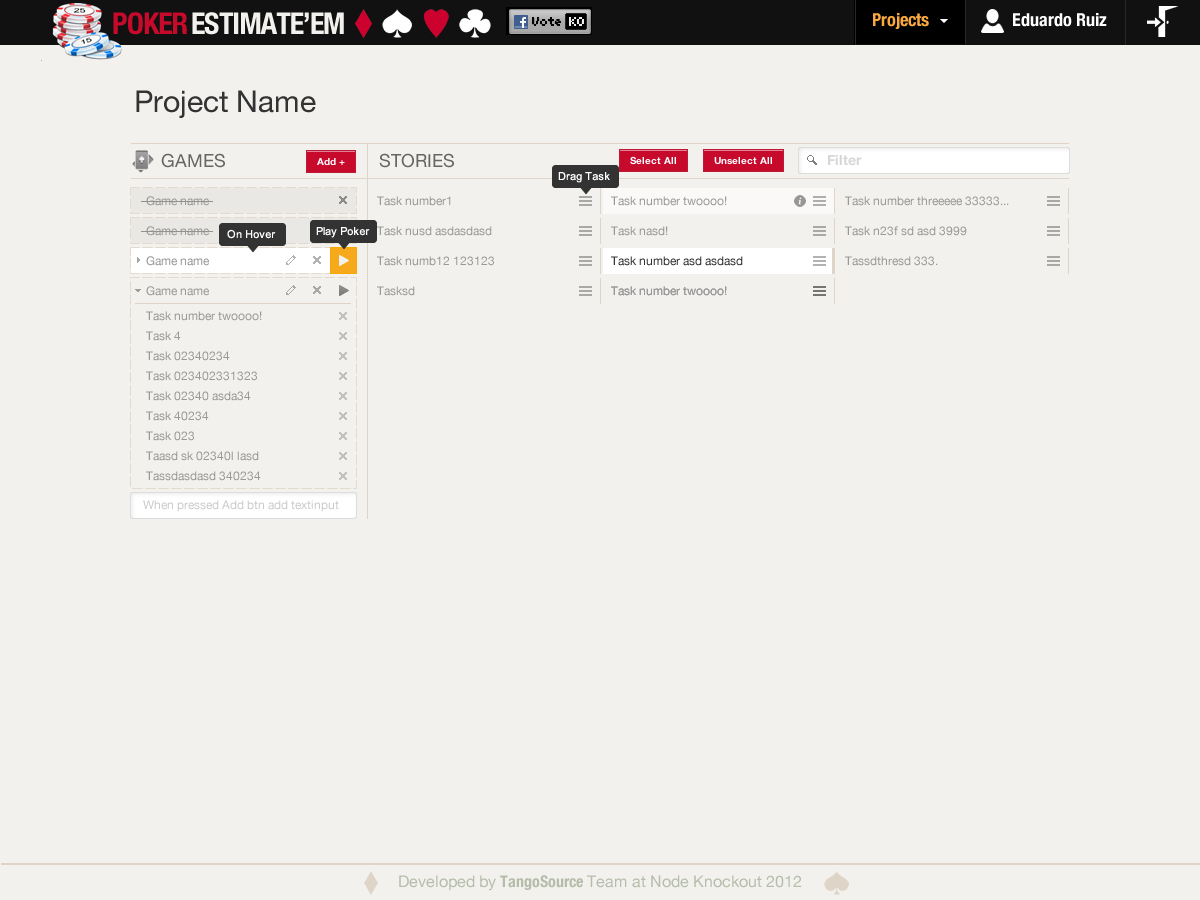 25
15
POKER ESTIMATE'EM
Vote KO
Projects
Eduardo Ruiz
Project Name
GAMES
Add +
STORIES
Select All
Unselect All
Filter
Drag Task
Game name
Game name
On Hover
Play Poker
Game name
Game name
Task number twoooo!
Task 4
Task 02340234
Task 023402331323
Task 02340 asda34
Task 40234
Task 023
Taasd sk 02340l lasd
Tassdasdasd 340234
When pressed Add btn add textinput
Task number1
Task nusd asdasdasd
Task numb12 123123
Tasksd
Task number twoooo!
Task nasd!
Task number asd asdasd
Task number twoooo!
Task number threeeee 33333...
Task n23f sd asd 3999
Tassdthresd 333.
Developed by TangoSource Team at Node Knockout 2012